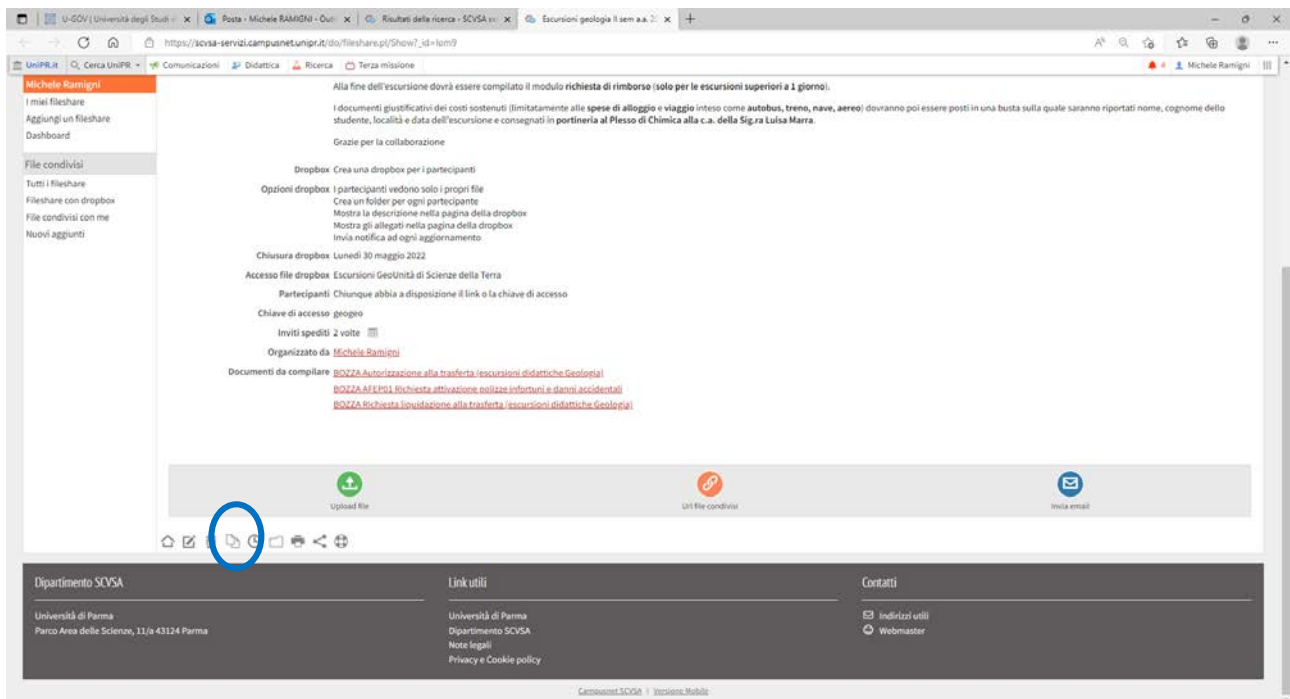 U-GOV | Università degli Studi
Posta - Michele RAMIGNI - Out
Risultati della ricerca - SCVSA
Escursioni geologia II sem a.a. 2
https://scvsa-servizi.campusnet.unipr.it/do/fileshare.pl/Show?_id=lom9
UniPR.it Cerca UniPR Comunicazioni Didattica Ricerca Terza missione 4 Michele Ramigni
Michele Ramigni
I miei fileshare
Aggiungi un fileshare
Dashboard
File condivisi
Tutti i fileshare
Fileshare con dropbox
File condivisi con me
Nuovi aggiunti
Alla fine dell'escursione dovrà essere compilato il modulo richiesta di rimborso (solo per le escursioni superiori a 1 giorno).
I documenti giustificativi dei costi sostenuti (limitatamente alle spese di alloggio e viaggio inteso come autobus, treno, nave, aereo) dovranno poi essere posti in una busta sulla quale saranno riportati nome, cognome dello
studente, località e data dell'escursione e consegnati in portineria al Plesso di Chimica alla c.a. della Sig.ra Luisa Marra.
Grazie per la collaborazione
Dropbox Crea una dropbox per i partecipanti
Opzioni dropbox I partecipanti vedono solo i propri file
Crea un folder per ogni partecipante
Mostra la descrizione nella pagina della dropbox
Mostra gli allegati nella pagina della dropbox
Invia notifica ad ogni aggiornamento
Chiusura dropbox Lunedì 30 maggio 2022
Accesso file dropbox Escursioni GeoUnità di Scienze della Terra
Partecipanti Chiunque abbia a disposizione il link o la chiave di accesso
Chiave di accesso geogeo
Inviti spediti 2 volte
Organizzato da Michele Ramigni
Documenti da compilare BOZZA Autorizzazione alla trasferta (escursioni didattiche Geologia)
BOZZA AFEP01 Richiesta attivazione polizze infortuni e danni accidentali
BOZZA Richiesta liquidazione alla trasferta (escursioni didattiche Geologia)
Upload file
Url file condivisi
Invia email
Dipartimento SCVSA
Università di Parma
Parco Area delle Scienze, 11/a 43124 Parma
Link utili
Università di Parma
Dipartimento SCVSA
Note legali
Privacy e Cookie policy
Contatti
Indirizzi utili
Webmaster
Campusnet SCVSA | Versione Mobile